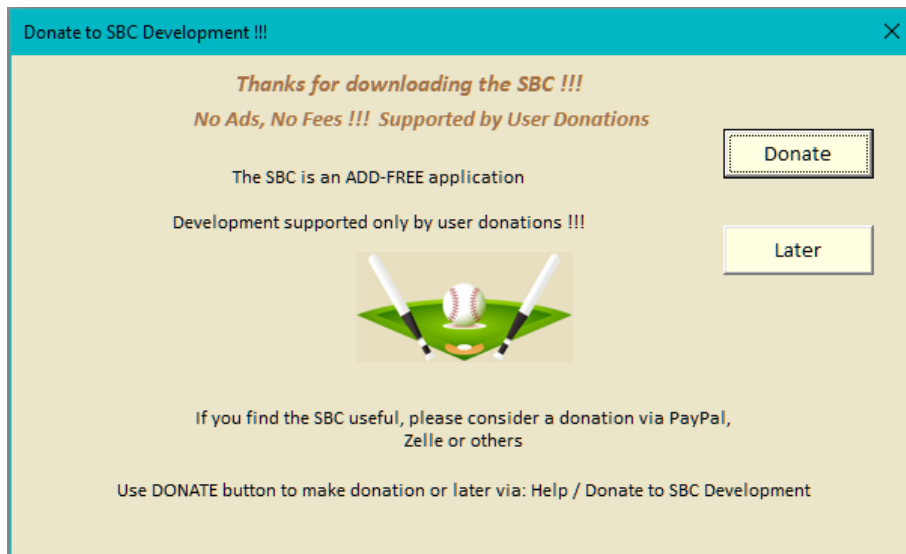 Donate to SBC Development !!!
Thanks for downloading the SBC !!!
No Ads, No Fees !!! Supported by User Donations
Donate
The SBC is an ADD-FREE application
Development supported only by user donations !!!
Later
If you find the SBC useful, please consider a donation via PayPal,
Zelle or others
Use DONATE button to make donation or later via: Help / Donate to SBC Development